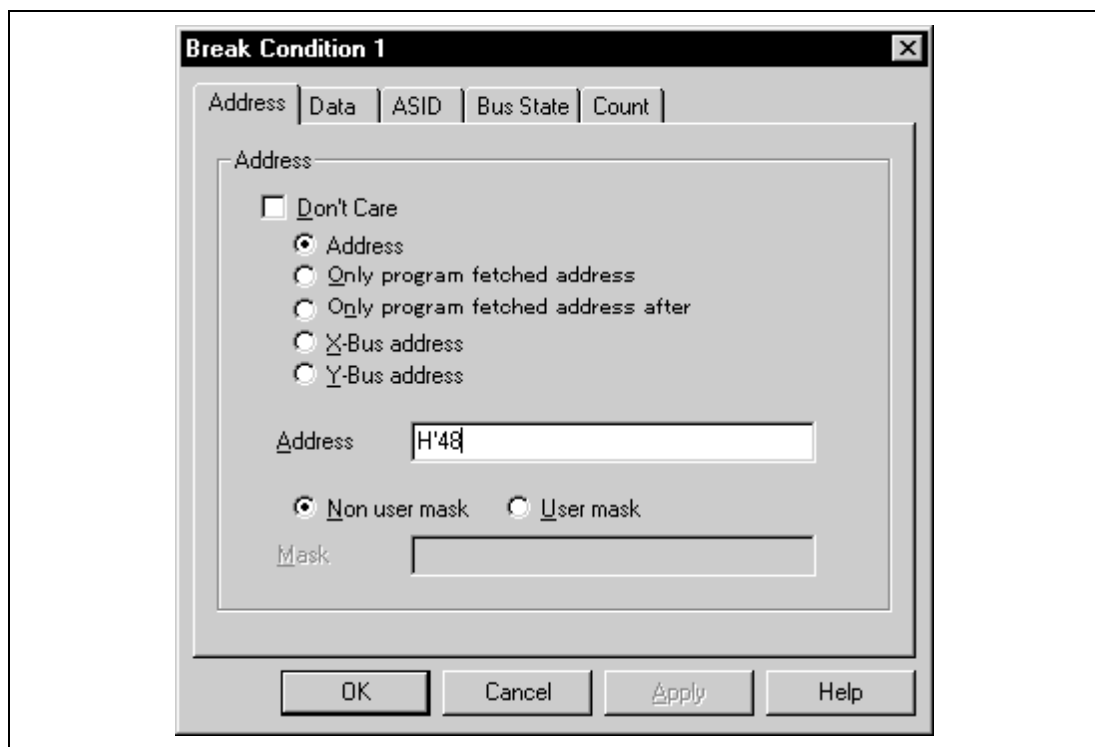 Break Condition 1
Address Data ASID Bus State Count
Address
Don't Care
Address
Only program fetched address
Only program fetched address after
X-Bus address
Y-Bus address
Address H'48
Non user mask User mask
Mask
OK Cancel Apply Help